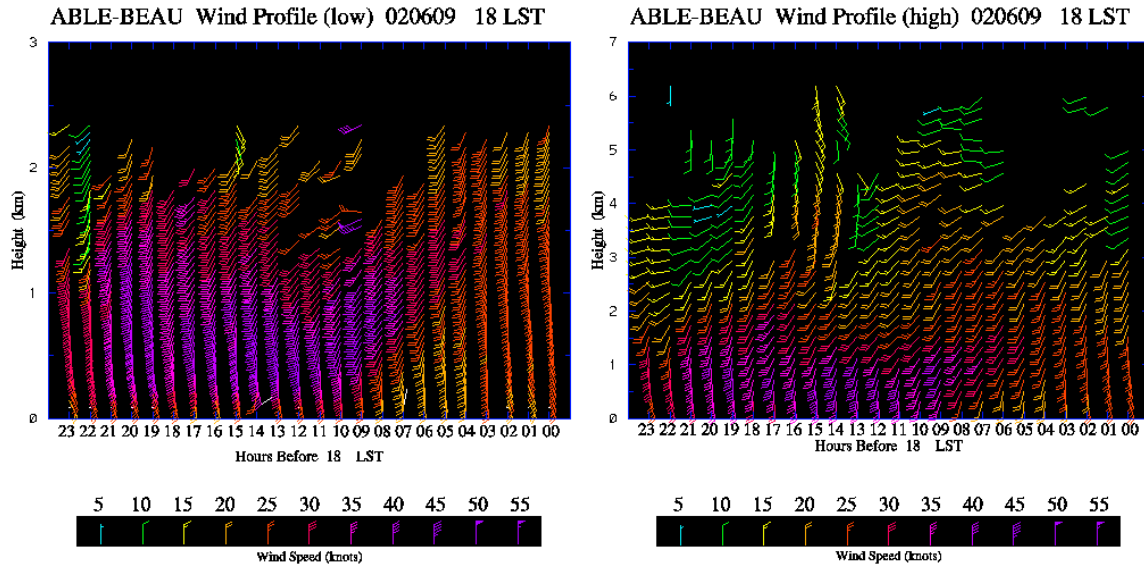 ABLE-BEAU Wind Profile (low) 020609 18 LST
3
2
1
0
Height (km)
23 22 21 20 19 18 17 16 15 14 13 12 11 10 09 08 07 06 05 04 03 02 01 00
Hours Before 18 LST
5 10 15 20 25 30 35 40 45 50 55
Wind Speed (knots)
ABLE-BEAU Wind Profile (high) 020609 18 LST
7
6
5
4
3
2
1
0
Height (km)
23 22 21 20 19 18 17 16 15 14 13 12 11 10 09 08 07 06 05 04 03 02 01 00
Hours Before 18 LST
5 10 15 20 25 30 35 40 45 50 55
Wind Speed (knots)